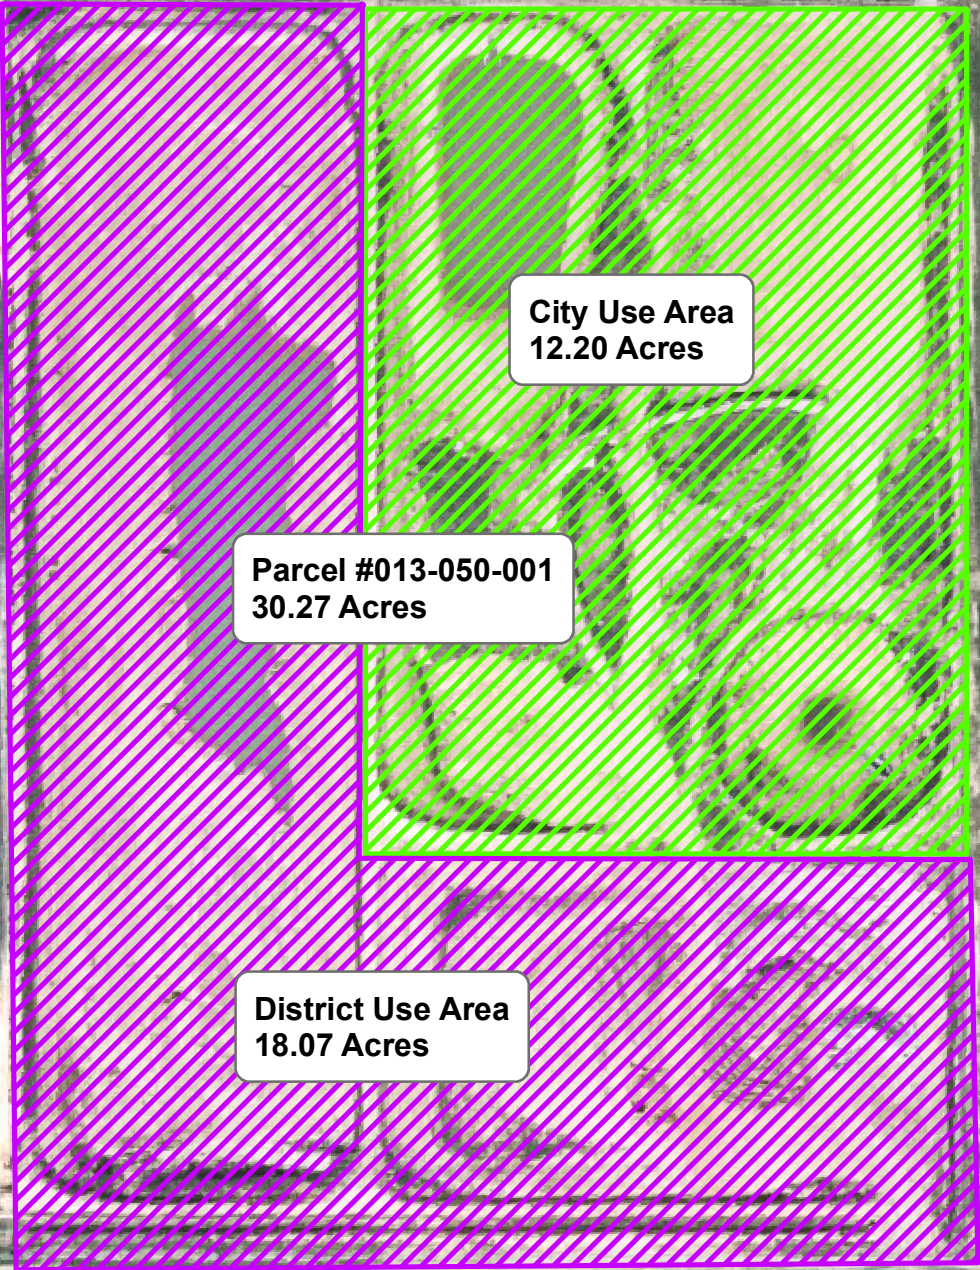 City Use Area
12.20 Acres
Parcel #013-050-001
30.27 Acres
District Use Area
18.07 Acres